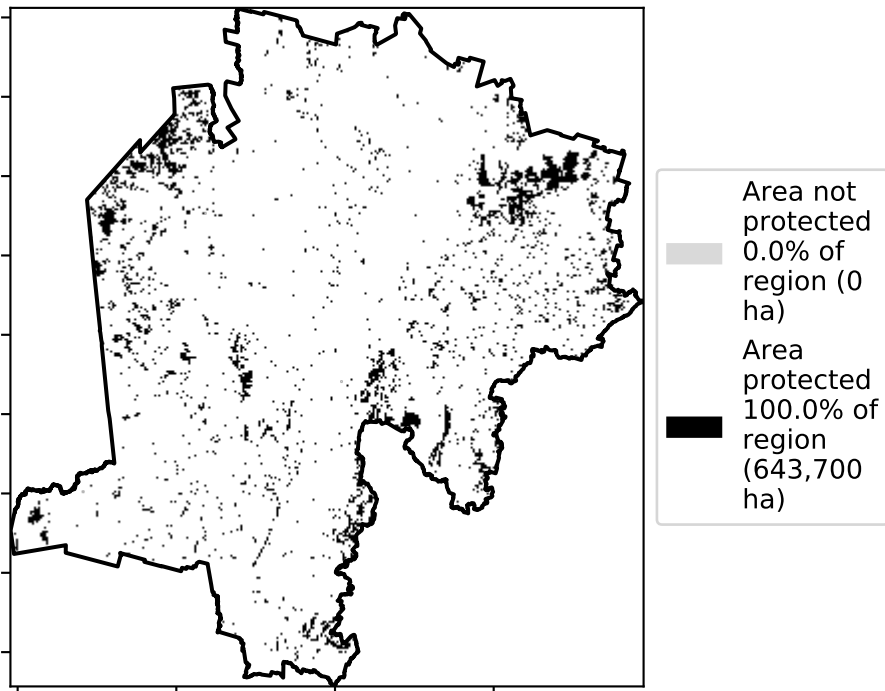 Area not
protected
0.0% of
region (0
ha)
Area
protected
100.0% of
region
(643,700
ha)